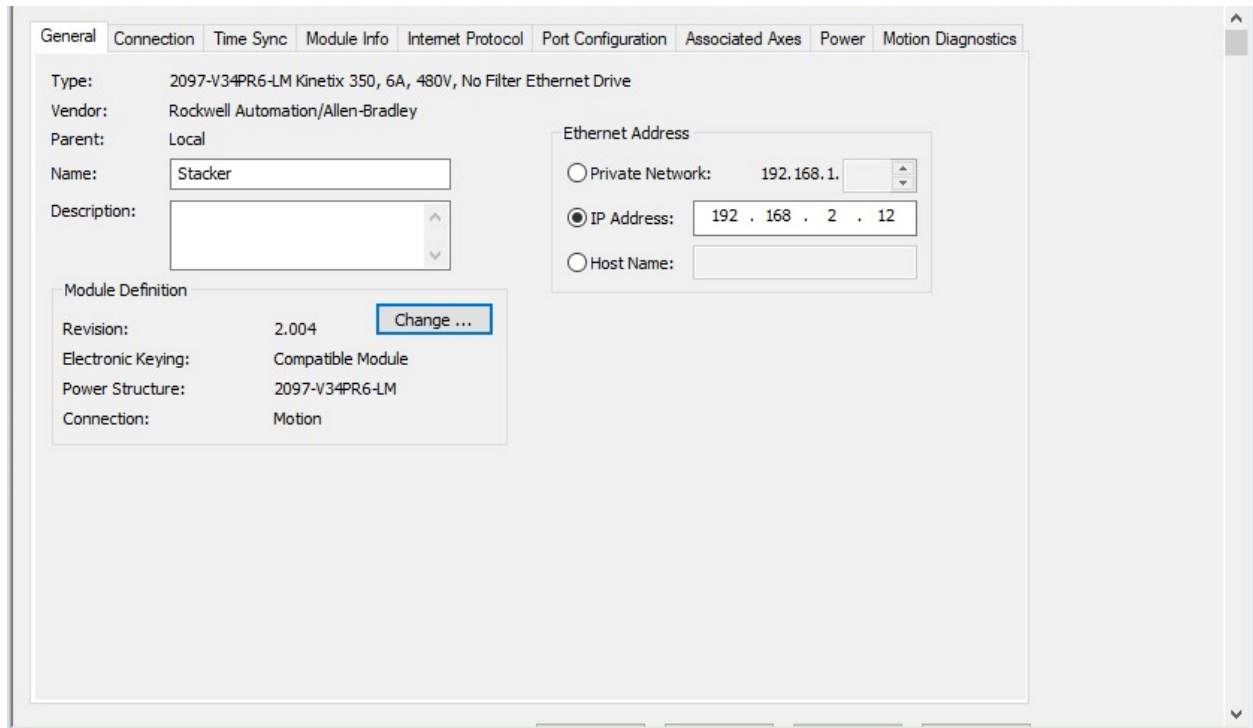 General Connection Time Sync Module Info Internet Protocol Port Configuration Associated Axes Power Motion Diagnostics
Type: 2097-V34PR6-LM Kinetix 350, 6A, 480V, No Filter Ethernet Drive
Vendor: Rockwell Automation/Allen-Bradley
Parent: Local
Name: Stacker
Description:
Ethernet Address
Private Network: 192.168.1.
IP Address: 192 . 168 . 2 . 12
Host Name:
Module Definition
Change ...
Revision: 2.004
Electronic Keying: Compatible Module
Power Structure: 2097-V34PR6-LM
Connection: Motion